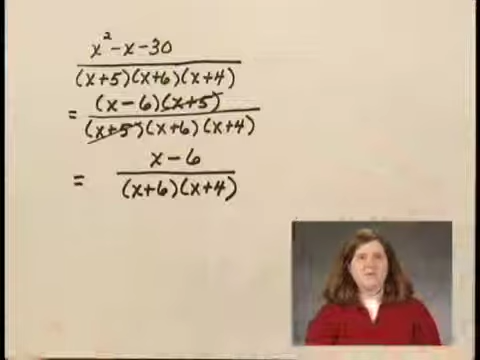 x² - x - 30
(x+5)(x+6)(x+4)
= (x-6)(x+5)
(x+5)(x+6)(x+4)
= x-6
(x+6)(x+4)